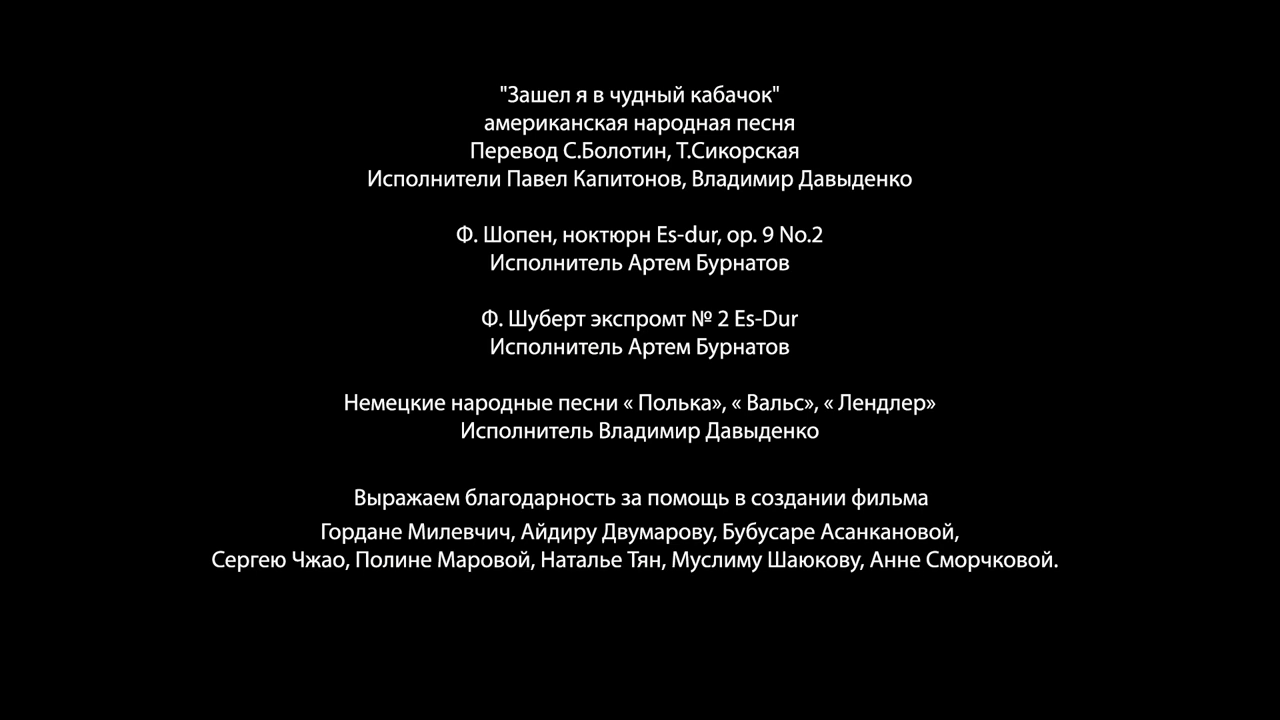 "Зашел я в чудный кабачок"
американская народная песня
Перевод С.Болотин, Т.Сикорская
Исполнители Павел Капитонов, Владимир Давыденко
Ф. Шопен, ноктюрн Es-dur, op. 9 No.2
Исполнитель Артем Бурнатов
Ф. Шуберт экспромт № 2 Es-Dur
Исполнитель Артем Бурнатов
Немецкие народные песни « Полька», « Вальс», « Лендлер»
Исполнитель Владимир Давыденко
Выражаем благодарность за помощь в создании фильма
Гордане Милевчич, Айдиру Двумарову, Бубусаре Асанкановой,
Сергею Чжао, Полине Маровой, Наталье Тян, Муслиму Шаюкову, Анне Сморчковой.